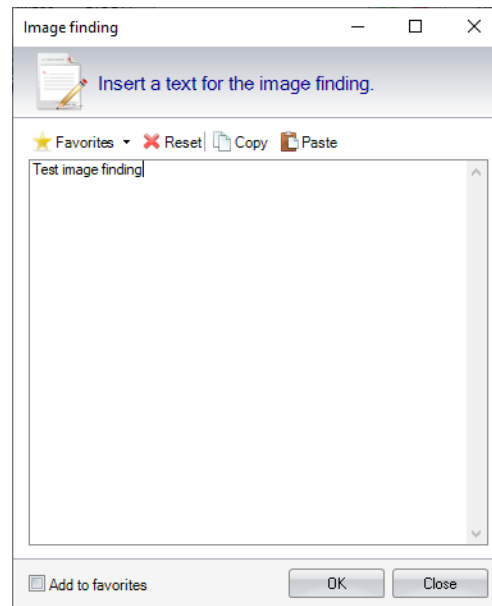 Image finding
Insert a text for the image finding.
Favorites Reset Copy Paste
Test image finding
Add to favorites OK Close